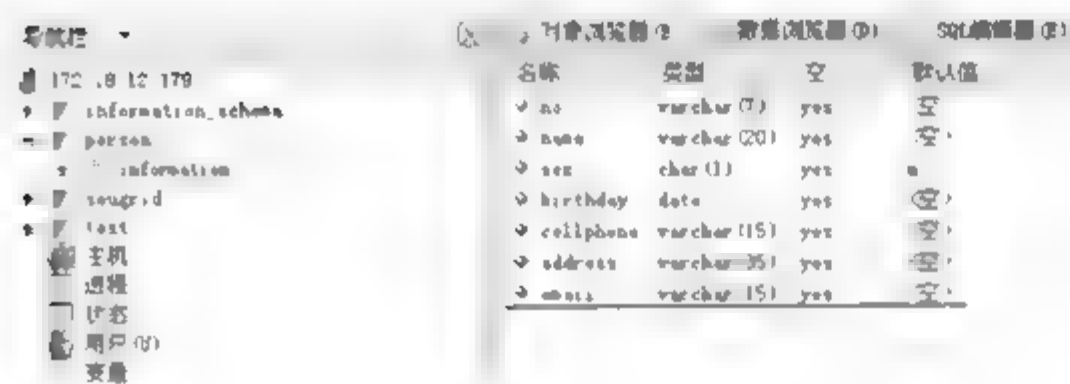 导航栏
对象浏览器 数据浏览器(D) SQL编辑器(E)
172.18.12.179
information_schema
person
information
test
主机
进程
状态
用户(U)
变量
名称 类型 空 默认值
no varchar(7) yes 空
name varchar(20) yes 空
sex char(1) yes m
birthday date yes 空
cellphone varchar(15) yes 空
address varchar(35) yes 空
varchar(15) yes 空